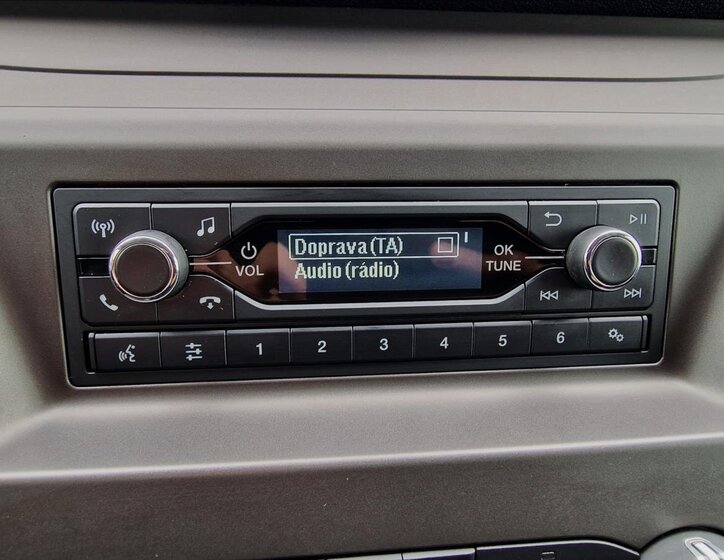 Doprava (TA)
Audio (rádio)
VOL
OK
TUNE
1 2 3 4 5 6